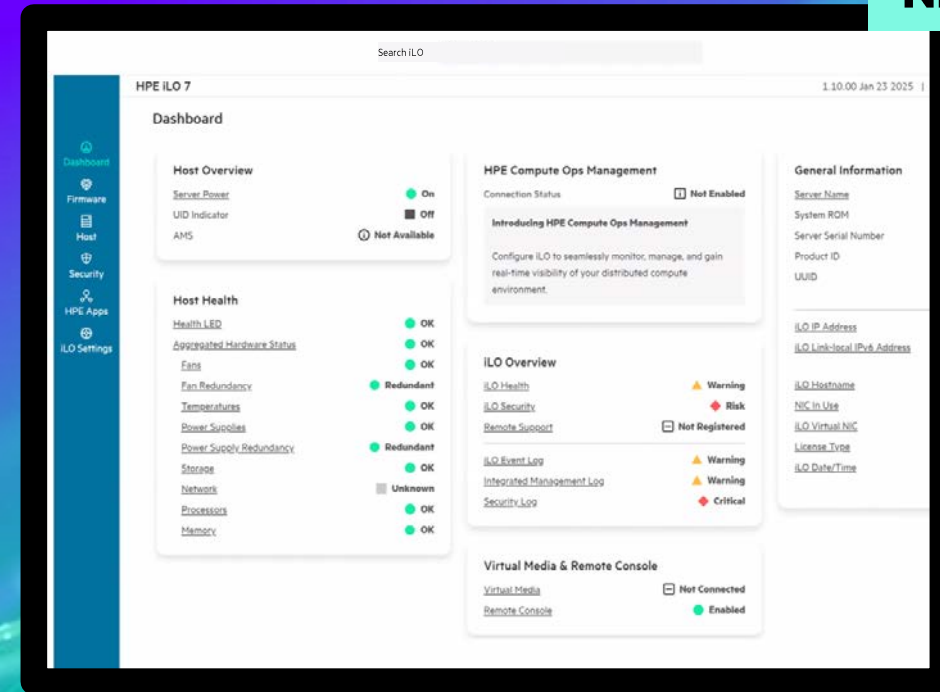 Search iLO
HPE iLO 7
1.10.00 Jan 23 2025 |
Dashboard
Dashboard
Firmware
Host
Security
HPE Apps
iLO Settings
Host Overview
Server Power On
UID Indicator Off
AMS Not Available
Host Health
Health LED OK
Aggregated Hardware Status OK
Fans OK
Fan Redundancy Redundant
Temperatures OK
Power Supplies OK
Power Supply Redundancy Redundant
Storage OK
Network Unknown
Processors OK
Memory OK
HPE Compute Ops Management
Connection Status Not Enabled
Introducing HPE Compute Ops Management
Configure iLO to seamlessly monitor, manage, and gain
real-time visibility of your distributed compute
environment.
iLO Overview
iLO Health Warning
iLO Security Risk
Remote Support Not Registered
iLO Event Log Warning
Integrated Management Log Warning
Security Log Critical
Virtual Media & Remote Console
Virtual Media Not Connected
Remote Console Enabled
General Information
Server Name
System ROM
Server Serial Number
Product ID
UUID
iLO IP Address
iLO Link-local IPv6 Address
iLO Hostname
NIC In Use
iLO Virtual NIC
License Type
iLO Date/Time